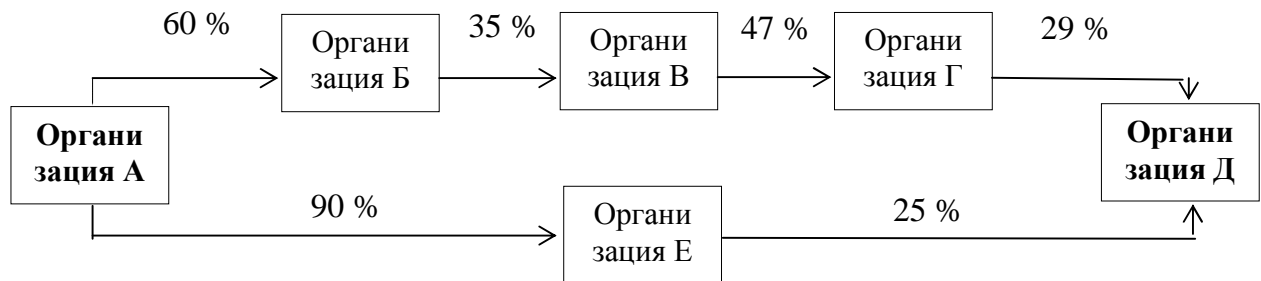 60 %
35 %
47 %
29 %
Органи
зация Б
Органи
зация В
Органи
зация Г
Органи
зация А
Органи
зация Д
90 %
25 %
Органи
зация Е